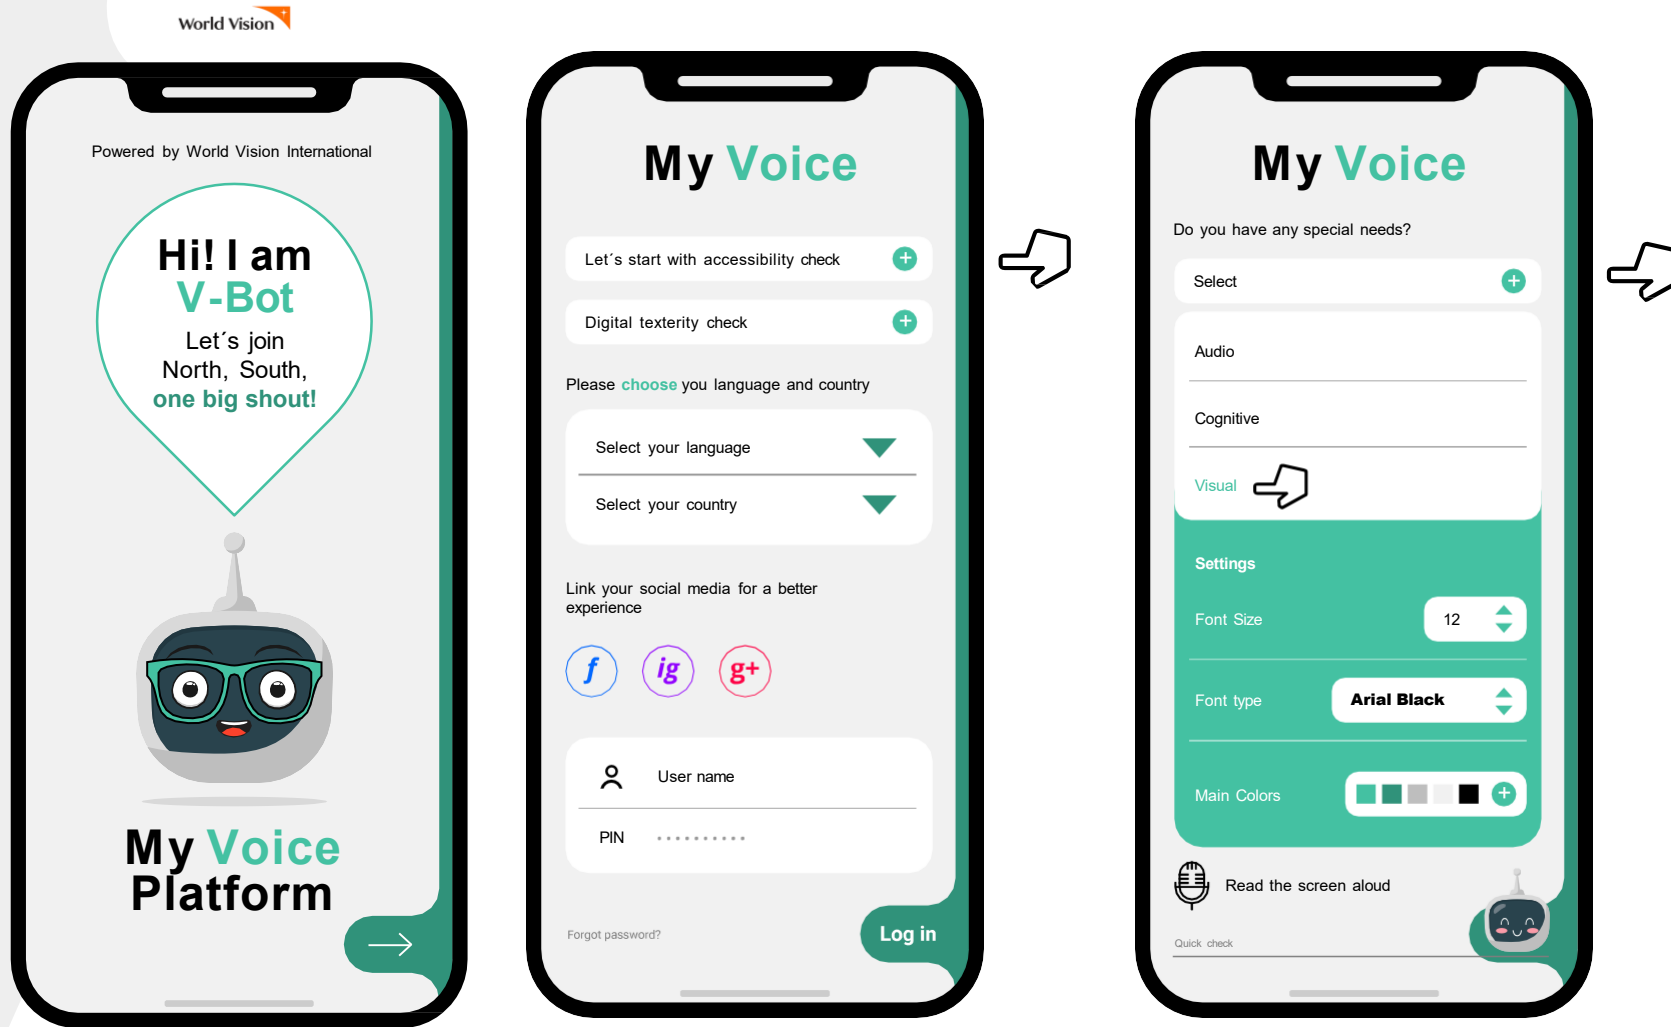 World Vision
Powered by World Vision International
Hi! I am
V-Bot
Let´s join
North, South,
one big shout!
My Voice
Platform
My Voice
Let´s start with accessibility check
Digital texterity check
Please choose you language and country
Select your language
Select your country
Link your social media for a better
experience
f ig g+
User name
PIN ..........
Forgot password?
Log in
My Voice
Do you have any special needs?
Select
Audio
Cognitive
Visual
Settings
Font Size 12
Font type Arial Black
Main Colors
Read the screen aloud
Quick check